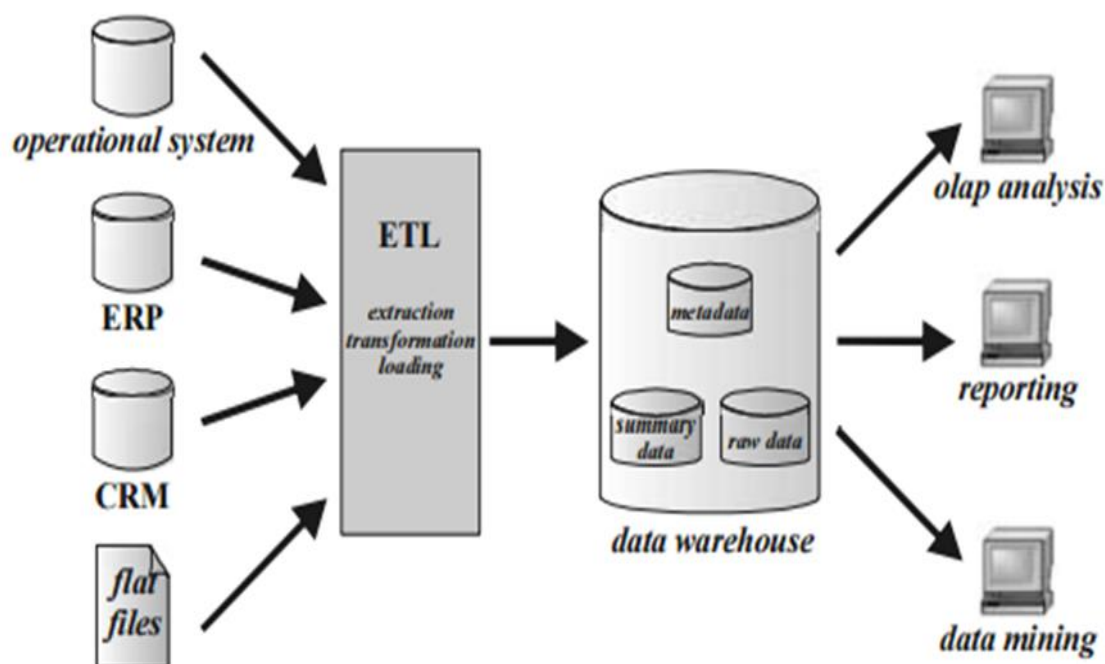 operational system
ERP
CRM
flat
files
ETL
extraction
transformation
loading
metadata
summary
data
raw data
data warehouse
olap analysis
reporting
data mining